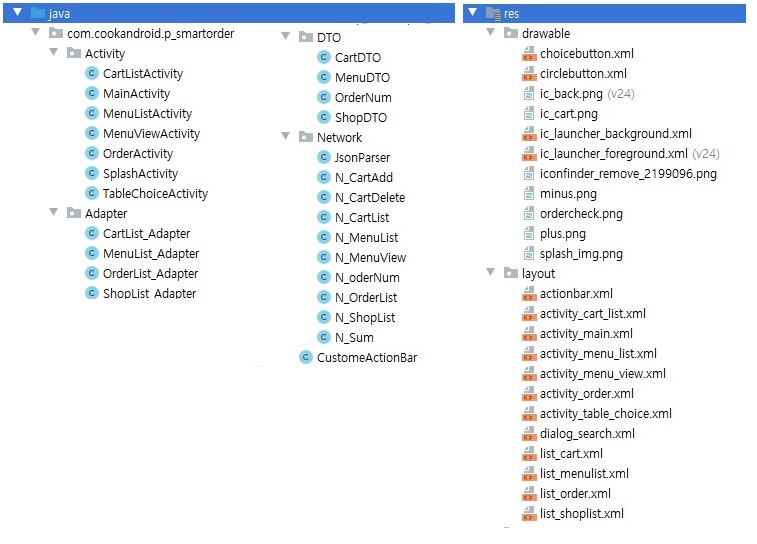 java
com.cookandroid.p_smartorder
Activity
CartListActivity
MainActivity
MenuListActivity
MenuViewActivity
OrderActivity
SplashActivity
TableChoiceActivity
Adapter
CartList_Adapter
MenuList_Adapter
OrderList_Adapter
ShopList_Adapter
DTO
CartDTO
MenuDTO
OrderNum
ShopDTO
Network
JsonParser
N_CartAdd
N_CartDelete
N_CartList
N_MenuList
N_MenuView
N_oderNum
N_OrderList
N_ShopList
N_Sum
CustomeActionBar
res
drawable
choicebutton.xml
circlebutton.xml
ic_back.png (v24)
ic_cart.png
ic_launcher_background.xml
ic_launcher_foreground.xml (v24)
iconfinder_remove_2199096.png
minus.png
ordercheck.png
plus.png
splash_img.png
layout
actionbar.xml
activity_cart_list.xml
activity_main.xml
activity_menu_list.xml
activity_menu_view.xml
activity_order.xml
activity_table_choice.xml
dialog_search.xml
list_cart.xml
list_menulist.xml
list_order.xml
list_shoplist.xml